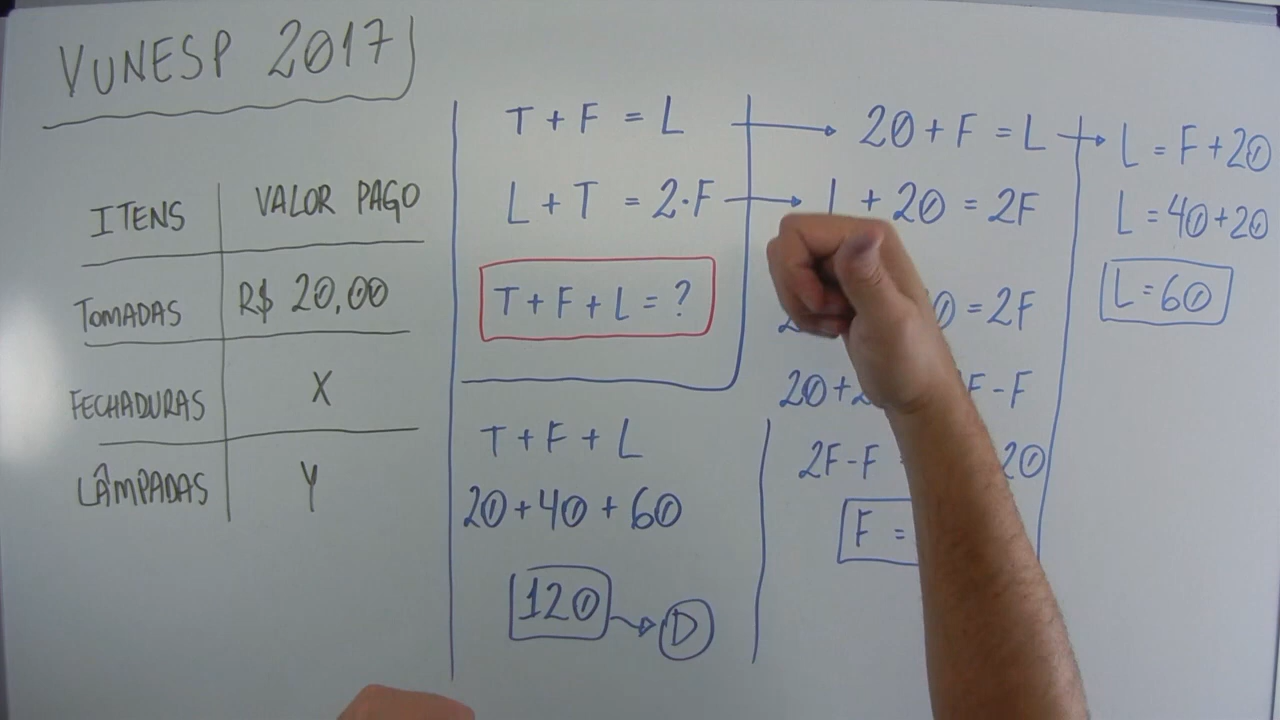 VUNESP 2017
ITENS VALOR PAGO
TOMADAS R$ 20,00
FECHADURAS X
LÂMPADAS Y
T + F = L
L + T = 2·F
T + F + L = ?
T + F + L
20 + 40 + 60
120 → D
20 + F = L
L + 20 = 2F
= 2F
20 + F - F
2F - F 20
F =
L = F + 20
L = 40 + 20
L = 60